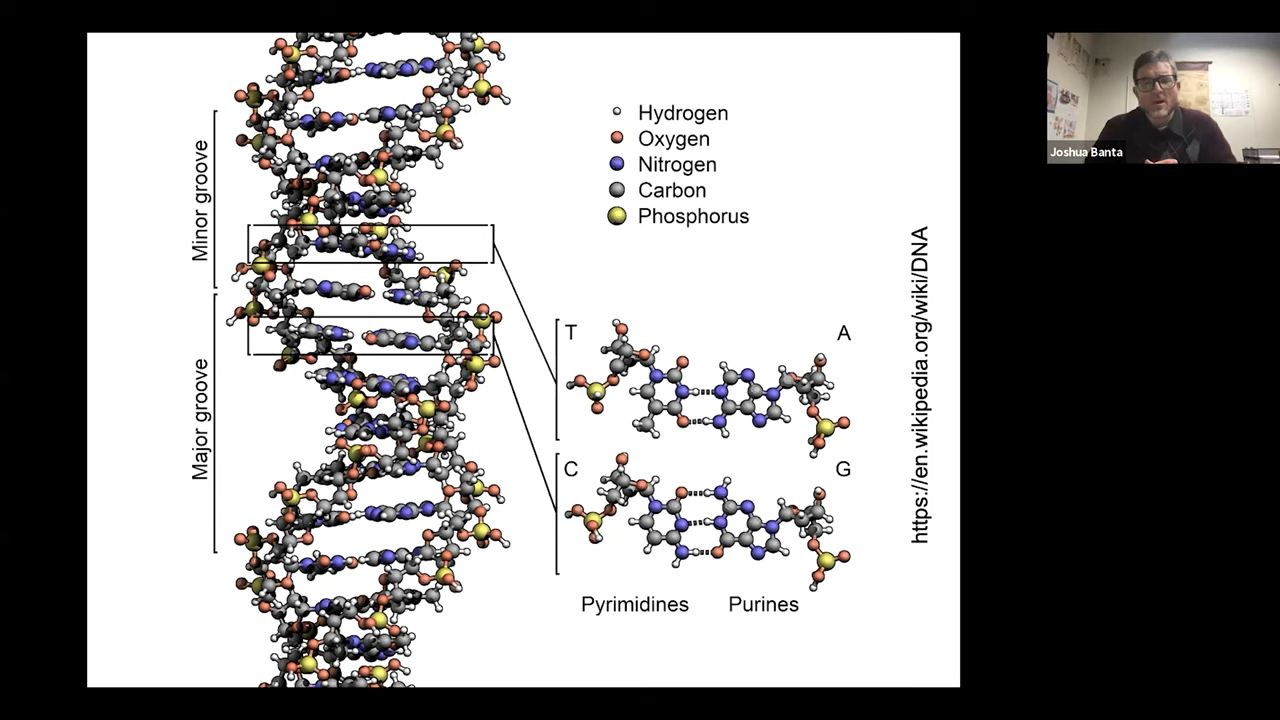 Minor groove
Major groove
Hydrogen
Oxygen
Nitrogen
Carbon
Phosphorus
T
A
C
G
Pyrimidines
Purines
https://en.wikipedia.org/wiki/DNA
Joshua Banta